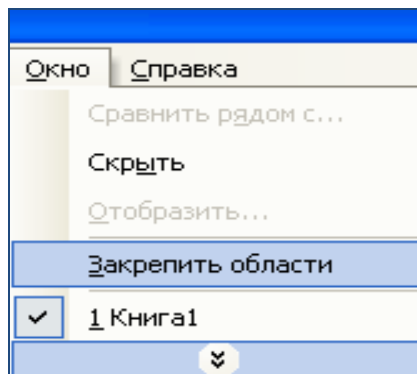 Окно Справка
Сравнить рядом с...
Скрыть
Отобразить...
Закрепить области
1 Книга1